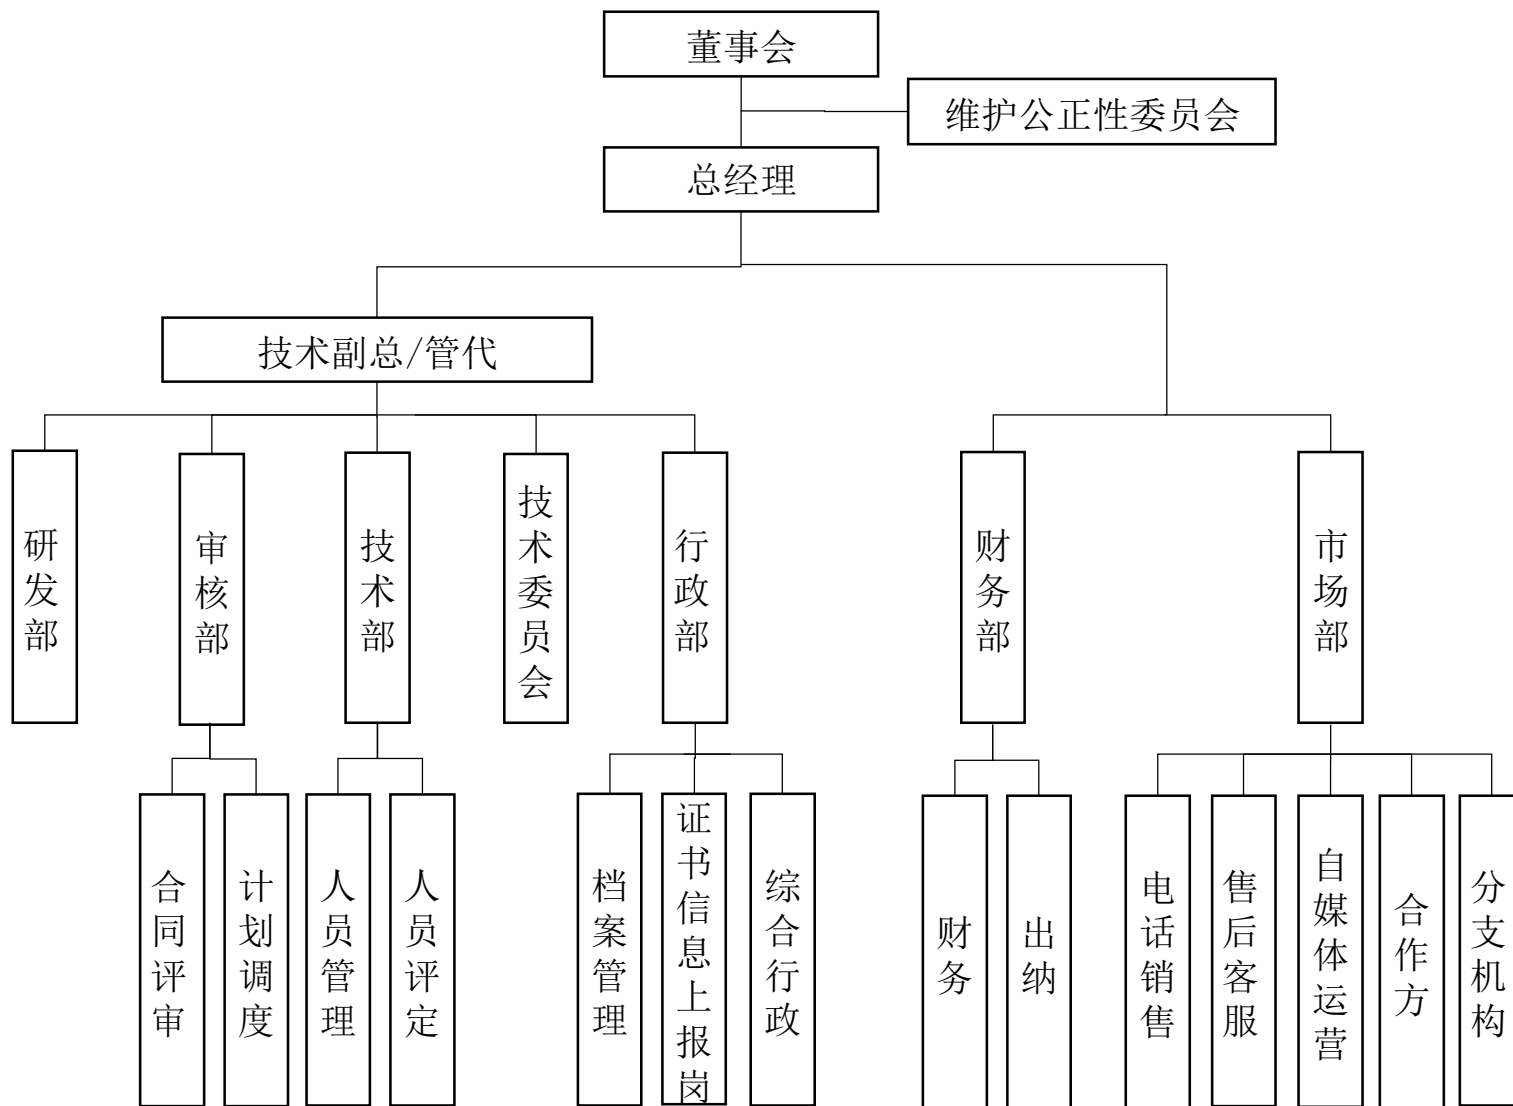 董事会
维护公正性委员会
总经理
技术副总/管代
研发部
审核部
技术部
技术委员会
行政部
财务部
市场部
合同评审
计划调度
人员管理
人员评定
档案管理
证书信息上报岗
综合行政
财务
出纳
电话销售
售后客服
自媒体运营
合作方
分支机构